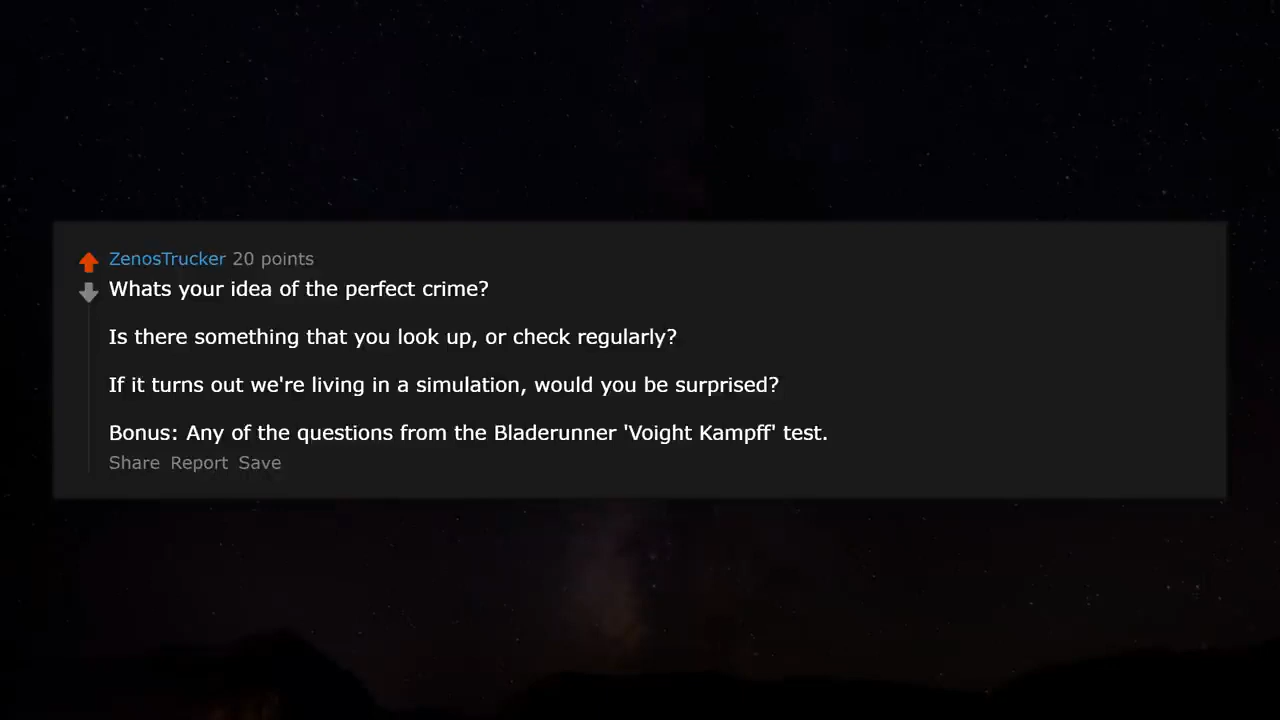 ZenosTrucker 20 points
Whats your idea of the perfect crime?
Is there something that you look up, or check regularly?
If it turns out we're living in a simulation, would you be surprised?
Bonus: Any of the questions from the Bladerunner 'Voight Kampff' test.
Share Report Save